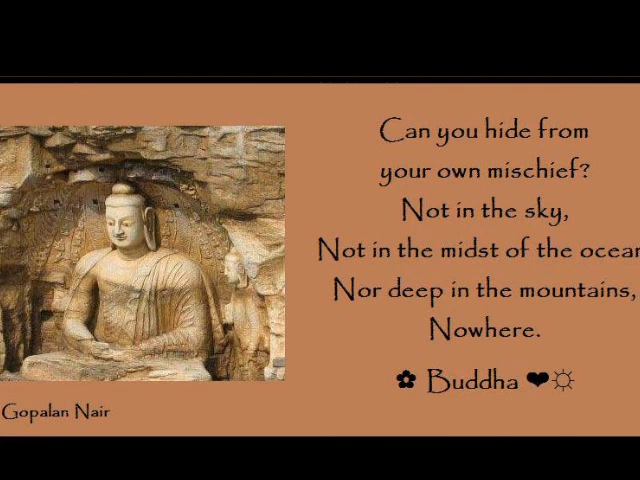 Can you hide from
your own mischief?
Not in the sky,
Not in the midst of the ocean
Nor deep in the mountains,
Nowhere.
✿ Buddha ❤☼
Gopalan Nair